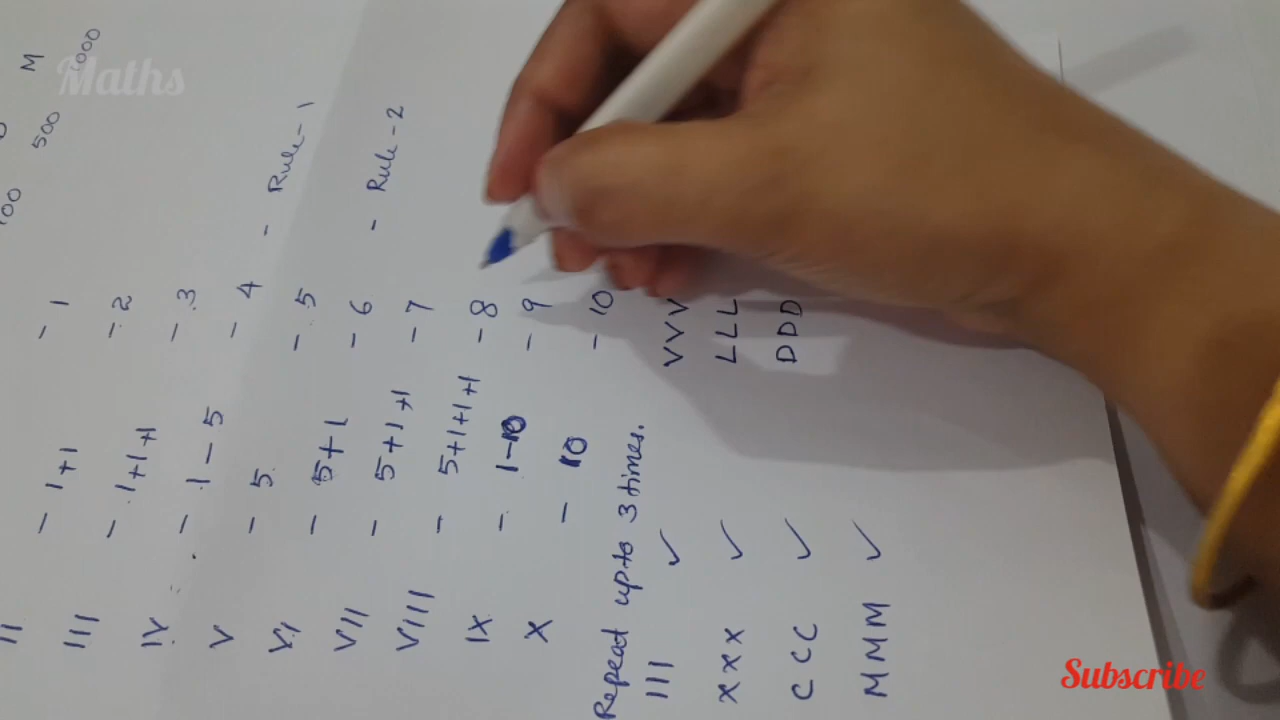 M
100 500 1000
- 1
II - 1+1 - 2
III - 1+1+1 - 3
IV - 1-5 - 4 - Rule-1
V - 5 - 5
VI - 5+1 - 6 - Rule-2
VII - 5+1+1 - 7
VIII - 5+1+1+1 - 8
IX - 1-10 - 9
X - 10 - 10
Repeat upto 3 times.
III ✓ VVV
XXX ✓ LLL
CCC ✓ DDD
MMM ✓
Maths
Subscribe